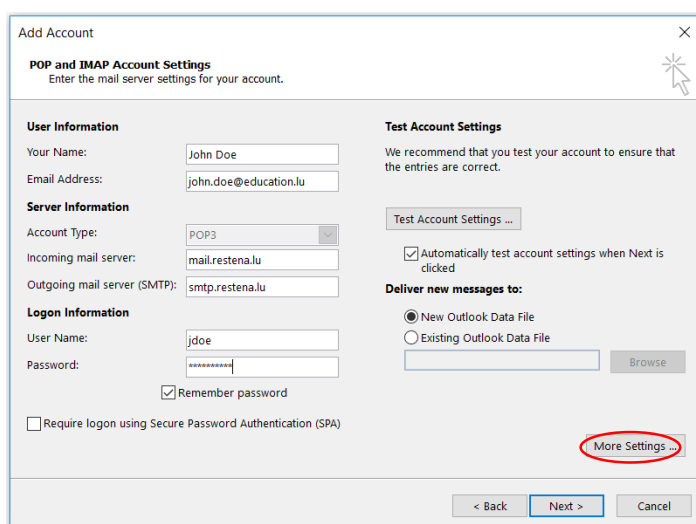 Add Account
POP and IMAP Account Settings
Enter the mail server settings for your account.
User Information
Your Name:
John Doe
Email Address:
john.doe@education.lu
Server Information
Account Type:
POP3
Incoming mail server:
mail.restena.lu
Outgoing mail server (SMTP):
smtp.restena.lu
Logon Information
User Name:
jdoe
Password:
**********
Remember password
Require logon using Secure Password Authentication (SPA)
Test Account Settings
We recommend that you test your account to ensure that
the entries are correct.
Test Account Settings ...
Automatically test account settings when Next is
clicked
Deliver new messages to:
New Outlook Data File
Existing Outlook Data File
Browse
More Settings ...
< Back
Next >
Cancel